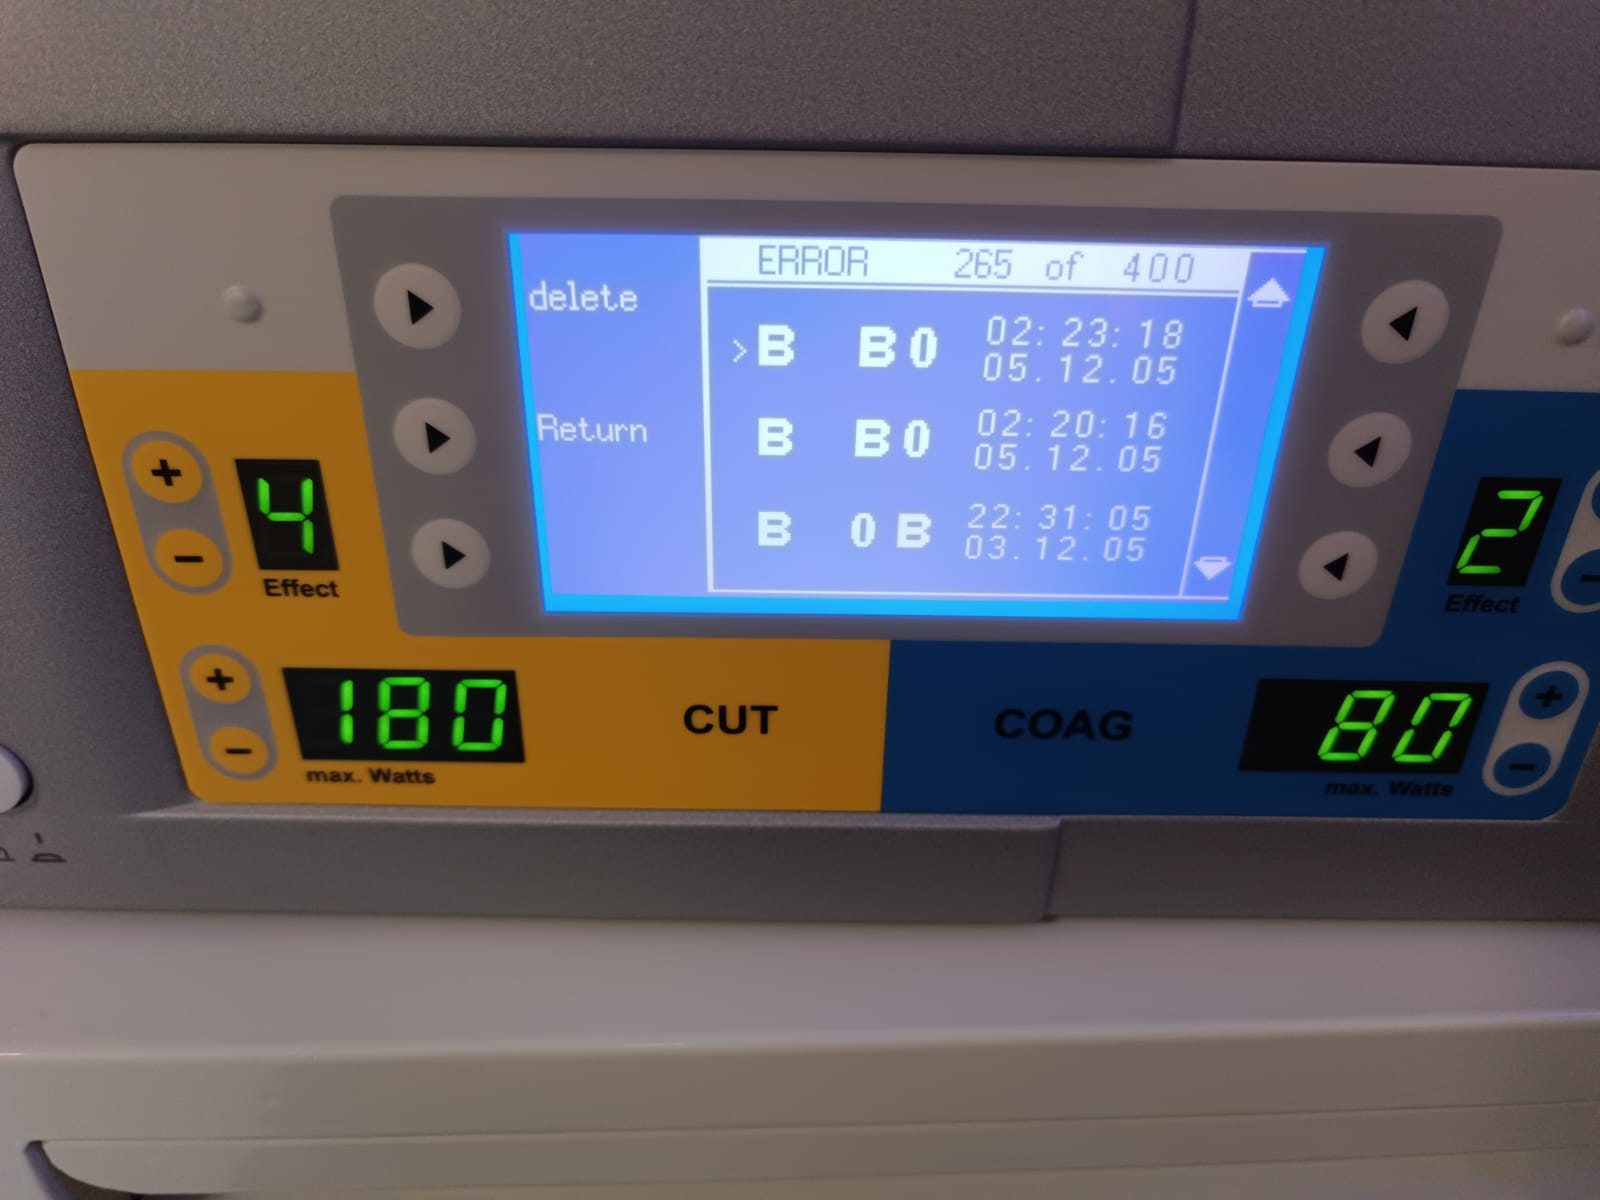 ERROR 265 of 400
delete
>B B0 02:23:18
05.12.05
Return
B B0 02:20:16
05.12.05
B 0B 22:31:05
03.12.05
+
-
4
Effect
2
Effect
+
-
180
max. Watts
CUT
COAG
80
max. Watts
+
-